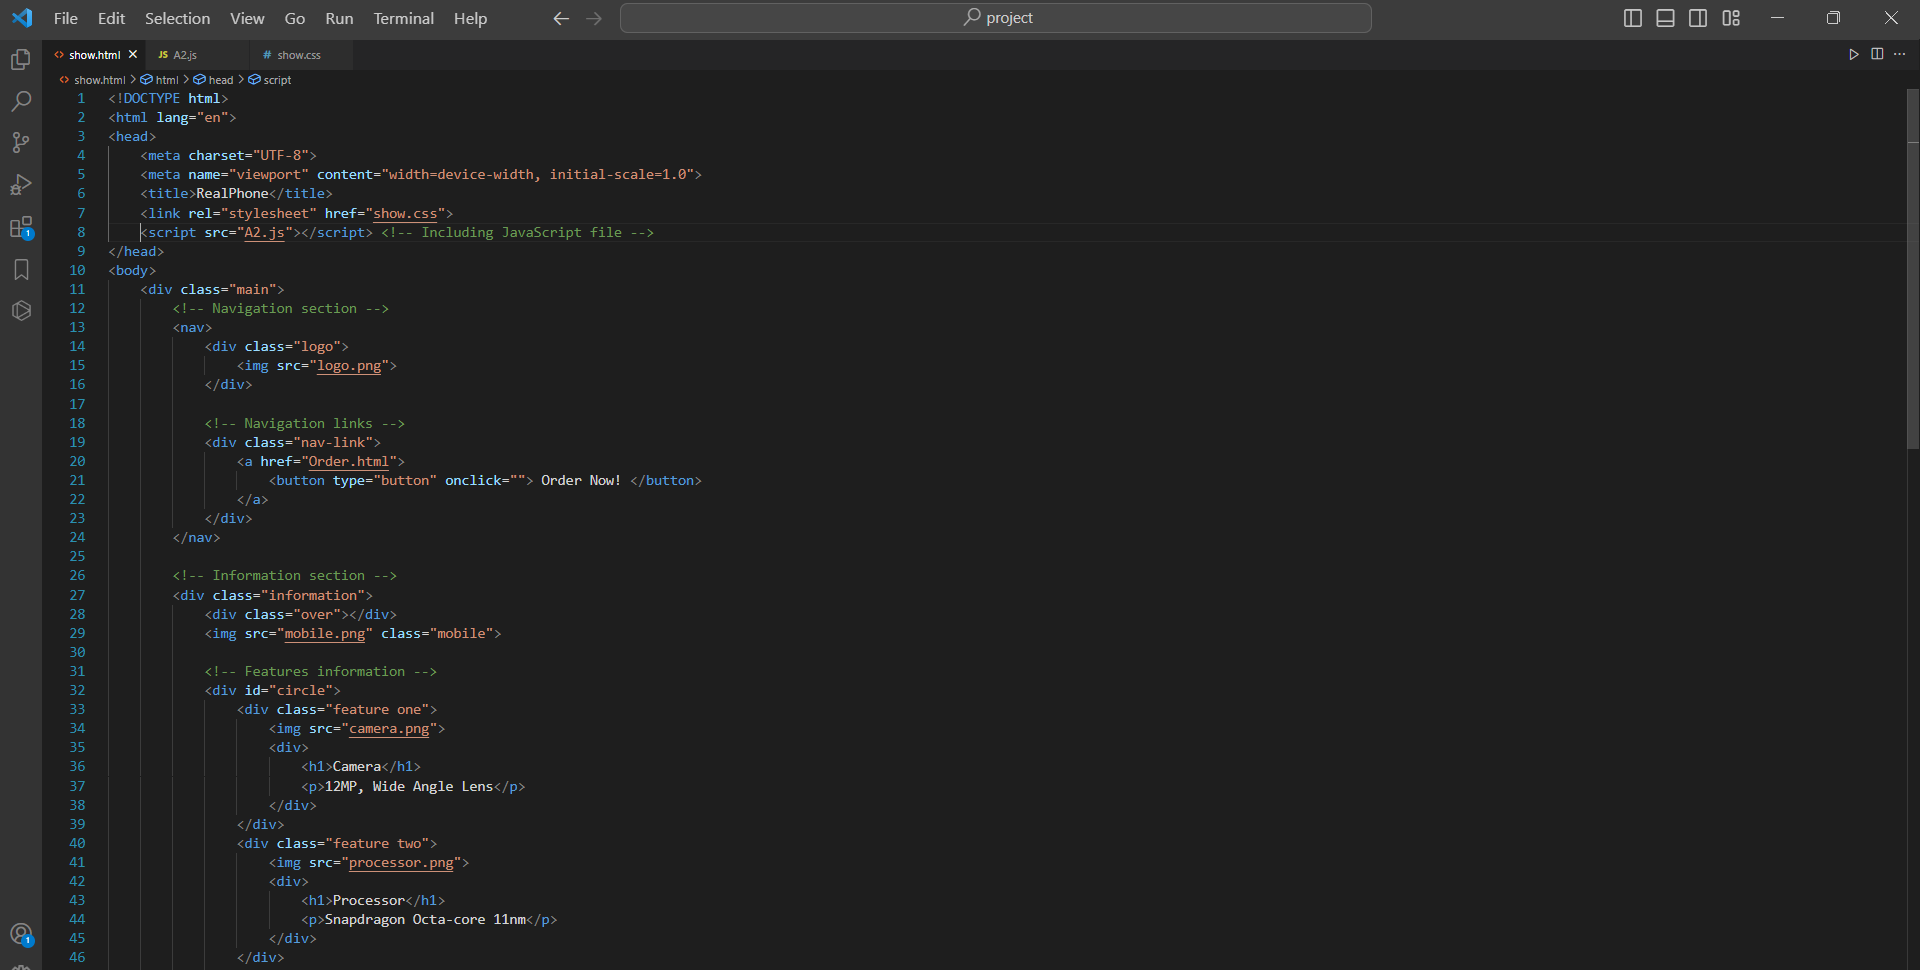 File Edit Selection View Go Run Terminal Help project
show.html JS A2.js # show.css
show.html > html > head > script
1 <!DOCTYPE html>
2 <html lang="en">
3 <head>
4 <meta charset="UTF-8">
5 <meta name="viewport" content="width=device-width, initial-scale=1.0">
6 <title>RealPhone</title>
7 <link rel="stylesheet" href="show.css">
8 <script src="A2.js"></script> <!-- Including JavaScript file -->
9 </head>
10 <body>
11 <div class="main">
12 <!-- Navigation section -->
13 <nav>
14 <div class="logo">
15 <img src="logo.png">
16 </div>
17
18 <!-- Navigation links -->
19 <div class="nav-link">
20 <a href="Order.html">
21 <button type="button" onclick=""> Order Now! </button>
22 </a>
23 </div>
24 </nav>
25
26 <!-- Information section -->
27 <div class="information">
28 <div class="over"></div>
29 <img src="mobile.png" class="mobile">
30
31 <!-- Features information -->
32 <div id="circle">
33 <div class="feature one">
34 <img src="camera.png">
35 <div>
36 <h1>Camera</h1>
37 <p>12MP, Wide Angle Lens</p>
38 </div>
39 </div>
40 <div class="feature two">
41 <img src="processor.png">
42 <div>
43 <h1>Processor</h1>
44 <p>Snapdragon Octa-core 11nm</p>
45 </div>
46 </div>
1
1